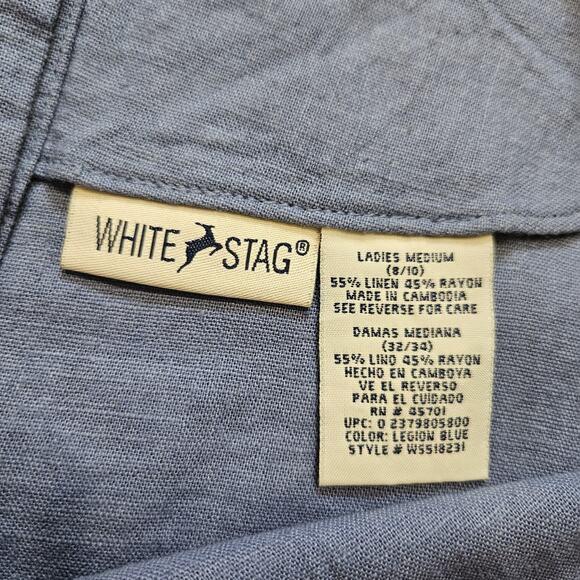 WHITE STAG®
LADIES MEDIUM
(8/10)
55% LINEN 45% RAYON
MADE IN CAMBODIA
SEE REVERSE FOR CARE
DAMAS MEDIANA
(32/34)
55% LINO 45% RAYON
HECHO EN CAMBOYA
VE EL REVERSO
PARA EL CUIDADO
RN # 45701
UPC: 0 2379805800
COLOR: LEGION BLUE
STYLE # WS518231